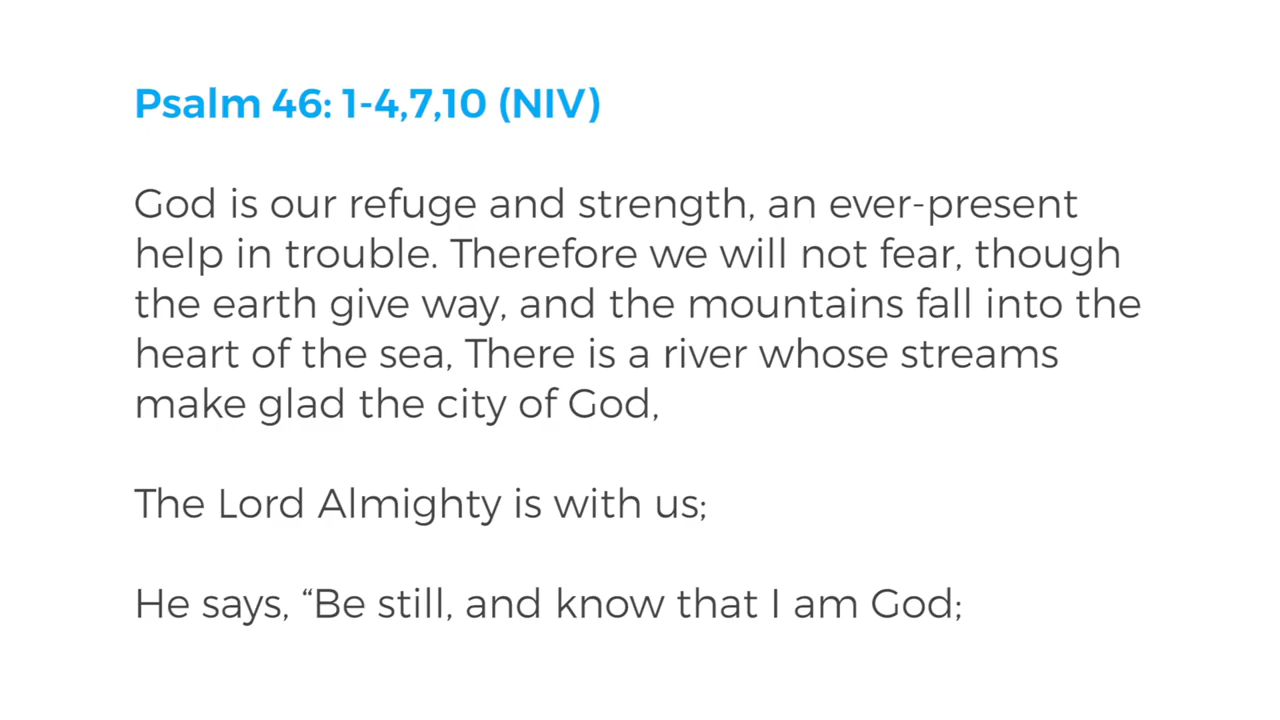 Psalm 46: 1-4,7,10 (NIV)
God is our refuge and strength, an ever-present
help in trouble. Therefore we will not fear, though
the earth give way, and the mountains fall into the
heart of the sea, There is a river whose streams
make glad the city of God,
The Lord Almighty is with us;
He says, “Be still, and know that I am God;